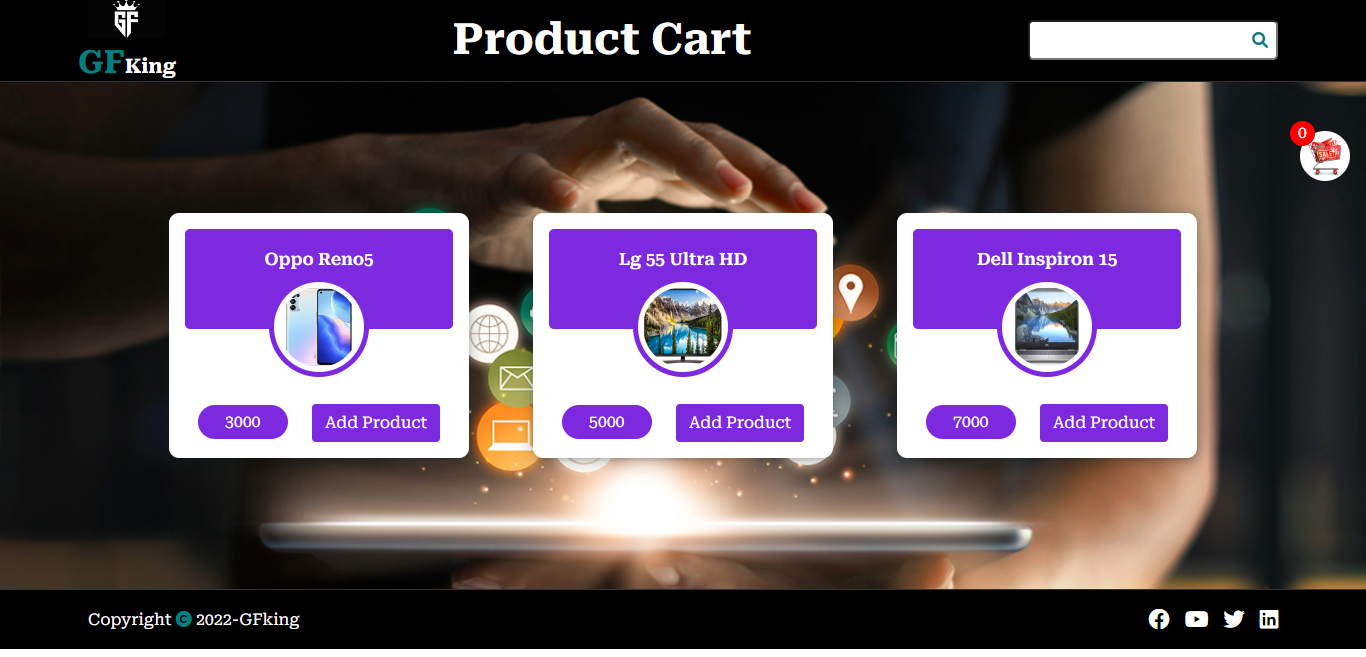 GF
GFKing
Product Cart
0
SALE
Oppo Reno5
Lg 55 Ultra HD
Dell Inspiron 15
3000
Add Product
5000
Add Product
7000
Add Product
Copyright © 2022-GFking